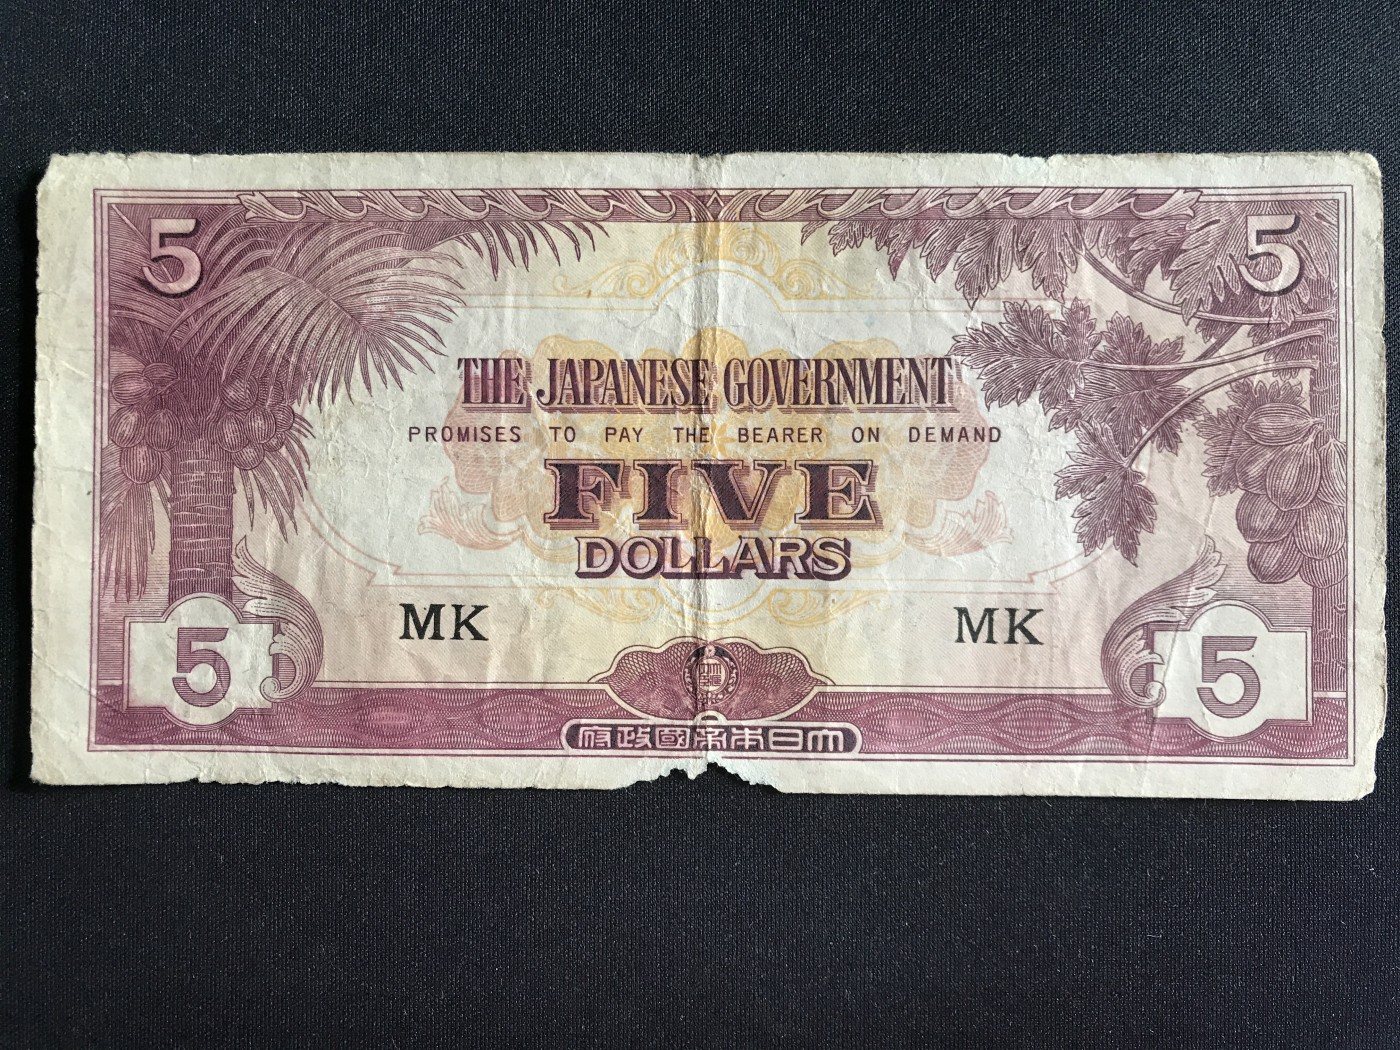 5 5
THE JAPANESE GOVERNMENT
PROMISES TO PAY THE BEARER ON DEMAND
FIVE
DOLLARS
MK MK
5 5
府政國帝本日大